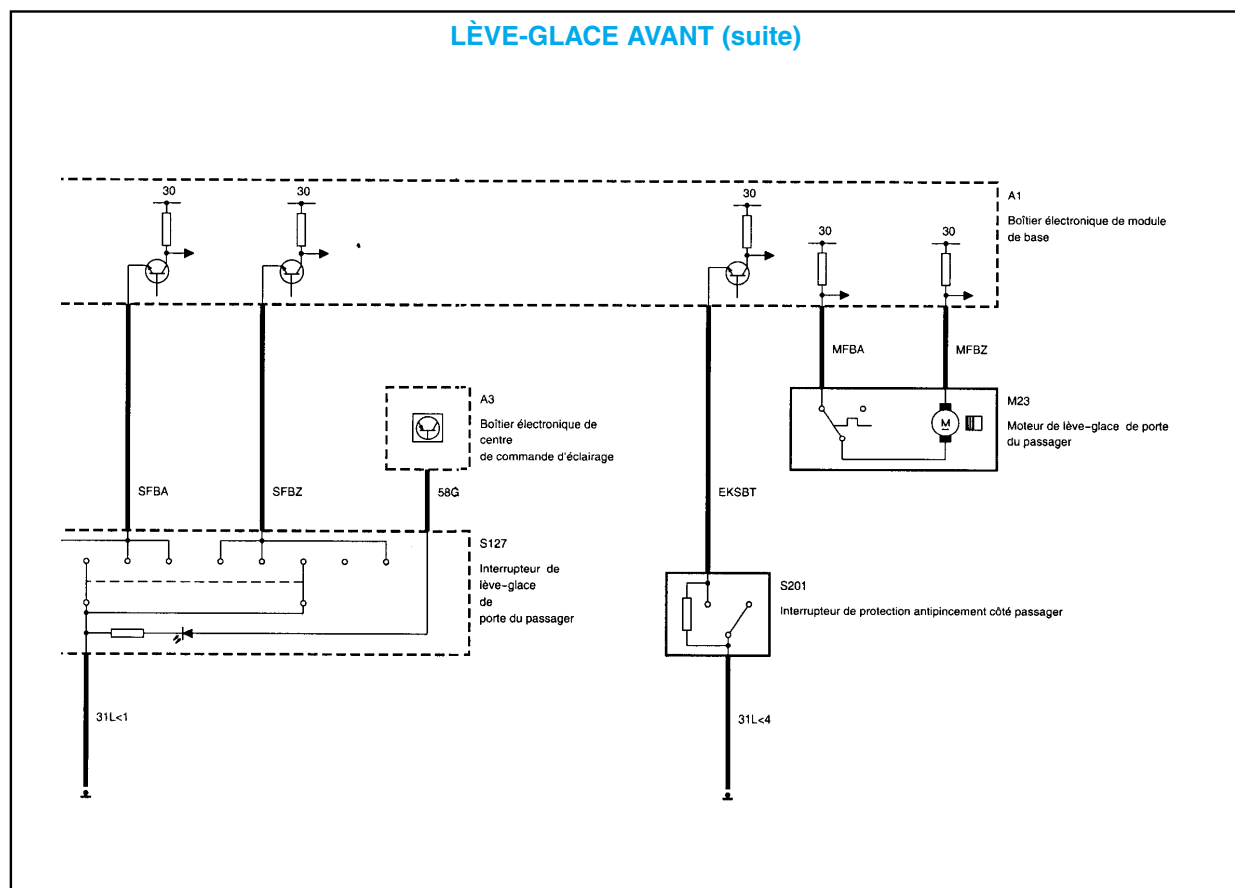 LÈVE-GLACE AVANT (suite)
30
30
30
30
30
A1
Boîtier électronique de module
de base
MFBA
MFBZ
A3
Boîtier électronique de
centre
de commande d'éclairage
M23
Moteur de lève-glace de porte
du passager
M
SFBA
SFBZ
58G
EKSBT
S127
Interrupteur de
lève-glace
de
porte du passager
S201
Interrupteur de protection antipincement côté passager
31L<1
31L<4